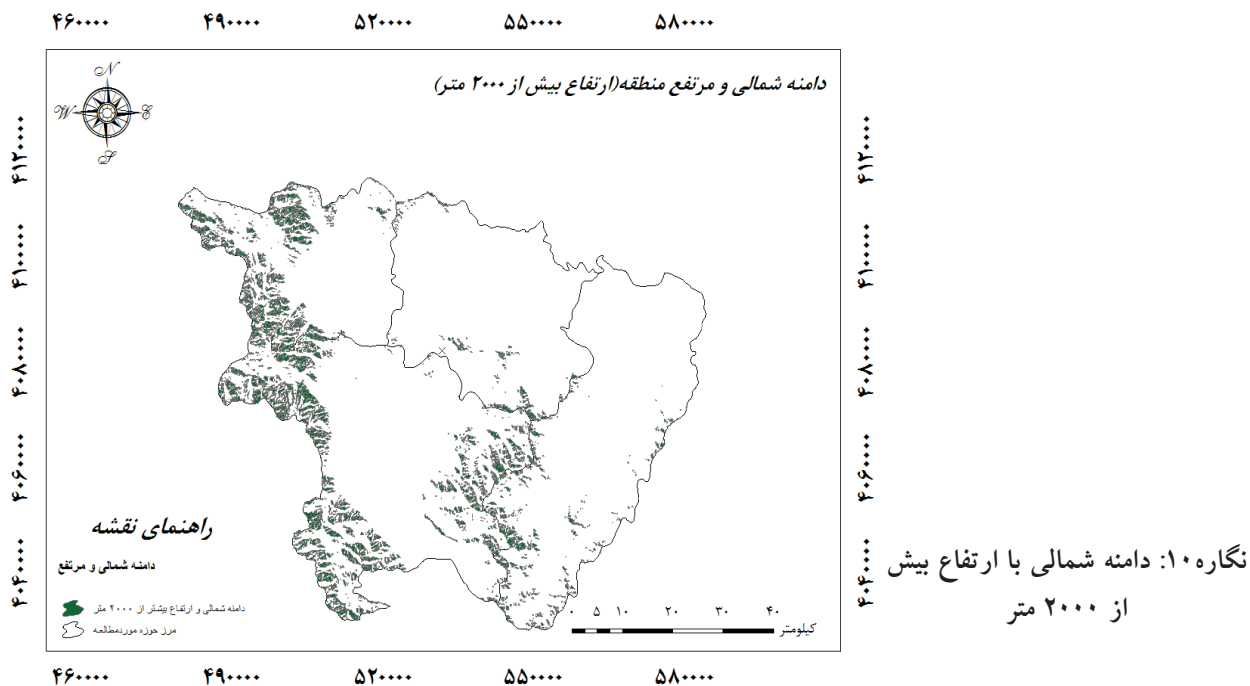 ۴۶۰۰۰۰ ۴۹۰۰۰۰ ۵۲۰۰۰۰ ۵۵۰۰۰۰ ۵۸۰۰۰۰
دامنه شمالی و مرتفع منطقه(ارتفاع بیش از ۲۰۰۰ متر)
N
W E
S
۴۱۲۰۰۰۰ ۴۱۲۰۰۰۰
۴۱۰۰۰۰۰ ۴۱۰۰۰۰۰
۴۰۸۰۰۰۰ ۴۰۸۰۰۰۰
۴۰۶۰۰۰۰ ۴۰۶۰۰۰۰
۴۰۴۰۰۰۰ ۴۰۴۰۰۰۰
راهنمای نقشه
دامنه شمالی و مرتفع
دامنه شمالی و ارتفاع بیشتر از ۲۰۰۰ متر
مرز حوزه موردمطالعه
۰ ۵ ۱۰ ۲۰ ۳۰ ۴۰
کیلومتر
۴۶۰۰۰۰ ۴۹۰۰۰۰ ۵۲۰۰۰۰ ۵۵۰۰۰۰ ۵۸۰۰۰۰
نگاره۱۰: دامنه شمالی با ارتفاع بیش
از ۲۰۰۰ متر